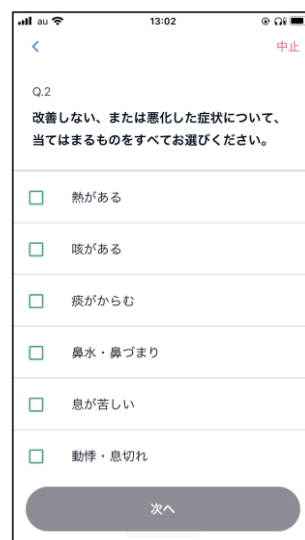 au 13:02
中止
Q.2
改善しない、または悪化した症状について、
当てはまるものをすべてお選びください。
熱がある
咳がある
痰がからむ
鼻水・鼻づまり
息が苦しい
動悸・息切れ
次へ